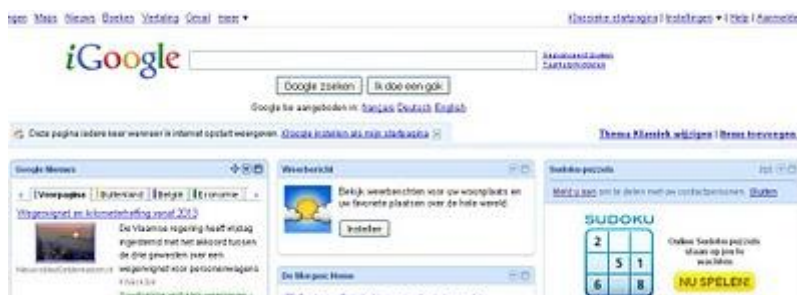 Maps Nieuws Boeken Vertaling Gmail meer ▼
Klassieke startpagina | Instellingen ▼ | Help | Aanmelden
iGoogle
Google zoeken
Ik doe een gok
Google.be aangeboden in: français Deutsch English
Deze pagina iedere keer wanneer ik internet opstart weergeven.
Google instellen als mijn startpagina
Thema Klassiek wijzigen | Items toevoegen
Google Nieuws
Voorpagina Buitenland België Economie
Wegenvignet en kilometerheffing vanaf 2013
De Vlaamse regering heeft vrijdag
ingestemd met het akkoord tussen
de drie gewesten over een
wegenvignet voor personenwagens
Weerbericht
Bekijk weerberichten voor uw woonplaats en
uw favoriete plaatsen over de hele wereld.
Instellen
De Morgen: Home
Sudoku-puzzels
Meld u aan om te delen met uw contactpersonen. Sluiten
SUDOKU
2
5 1
6 8
Online Sudoku puzzels
staan op jou te
wachten
NU SPELEN!